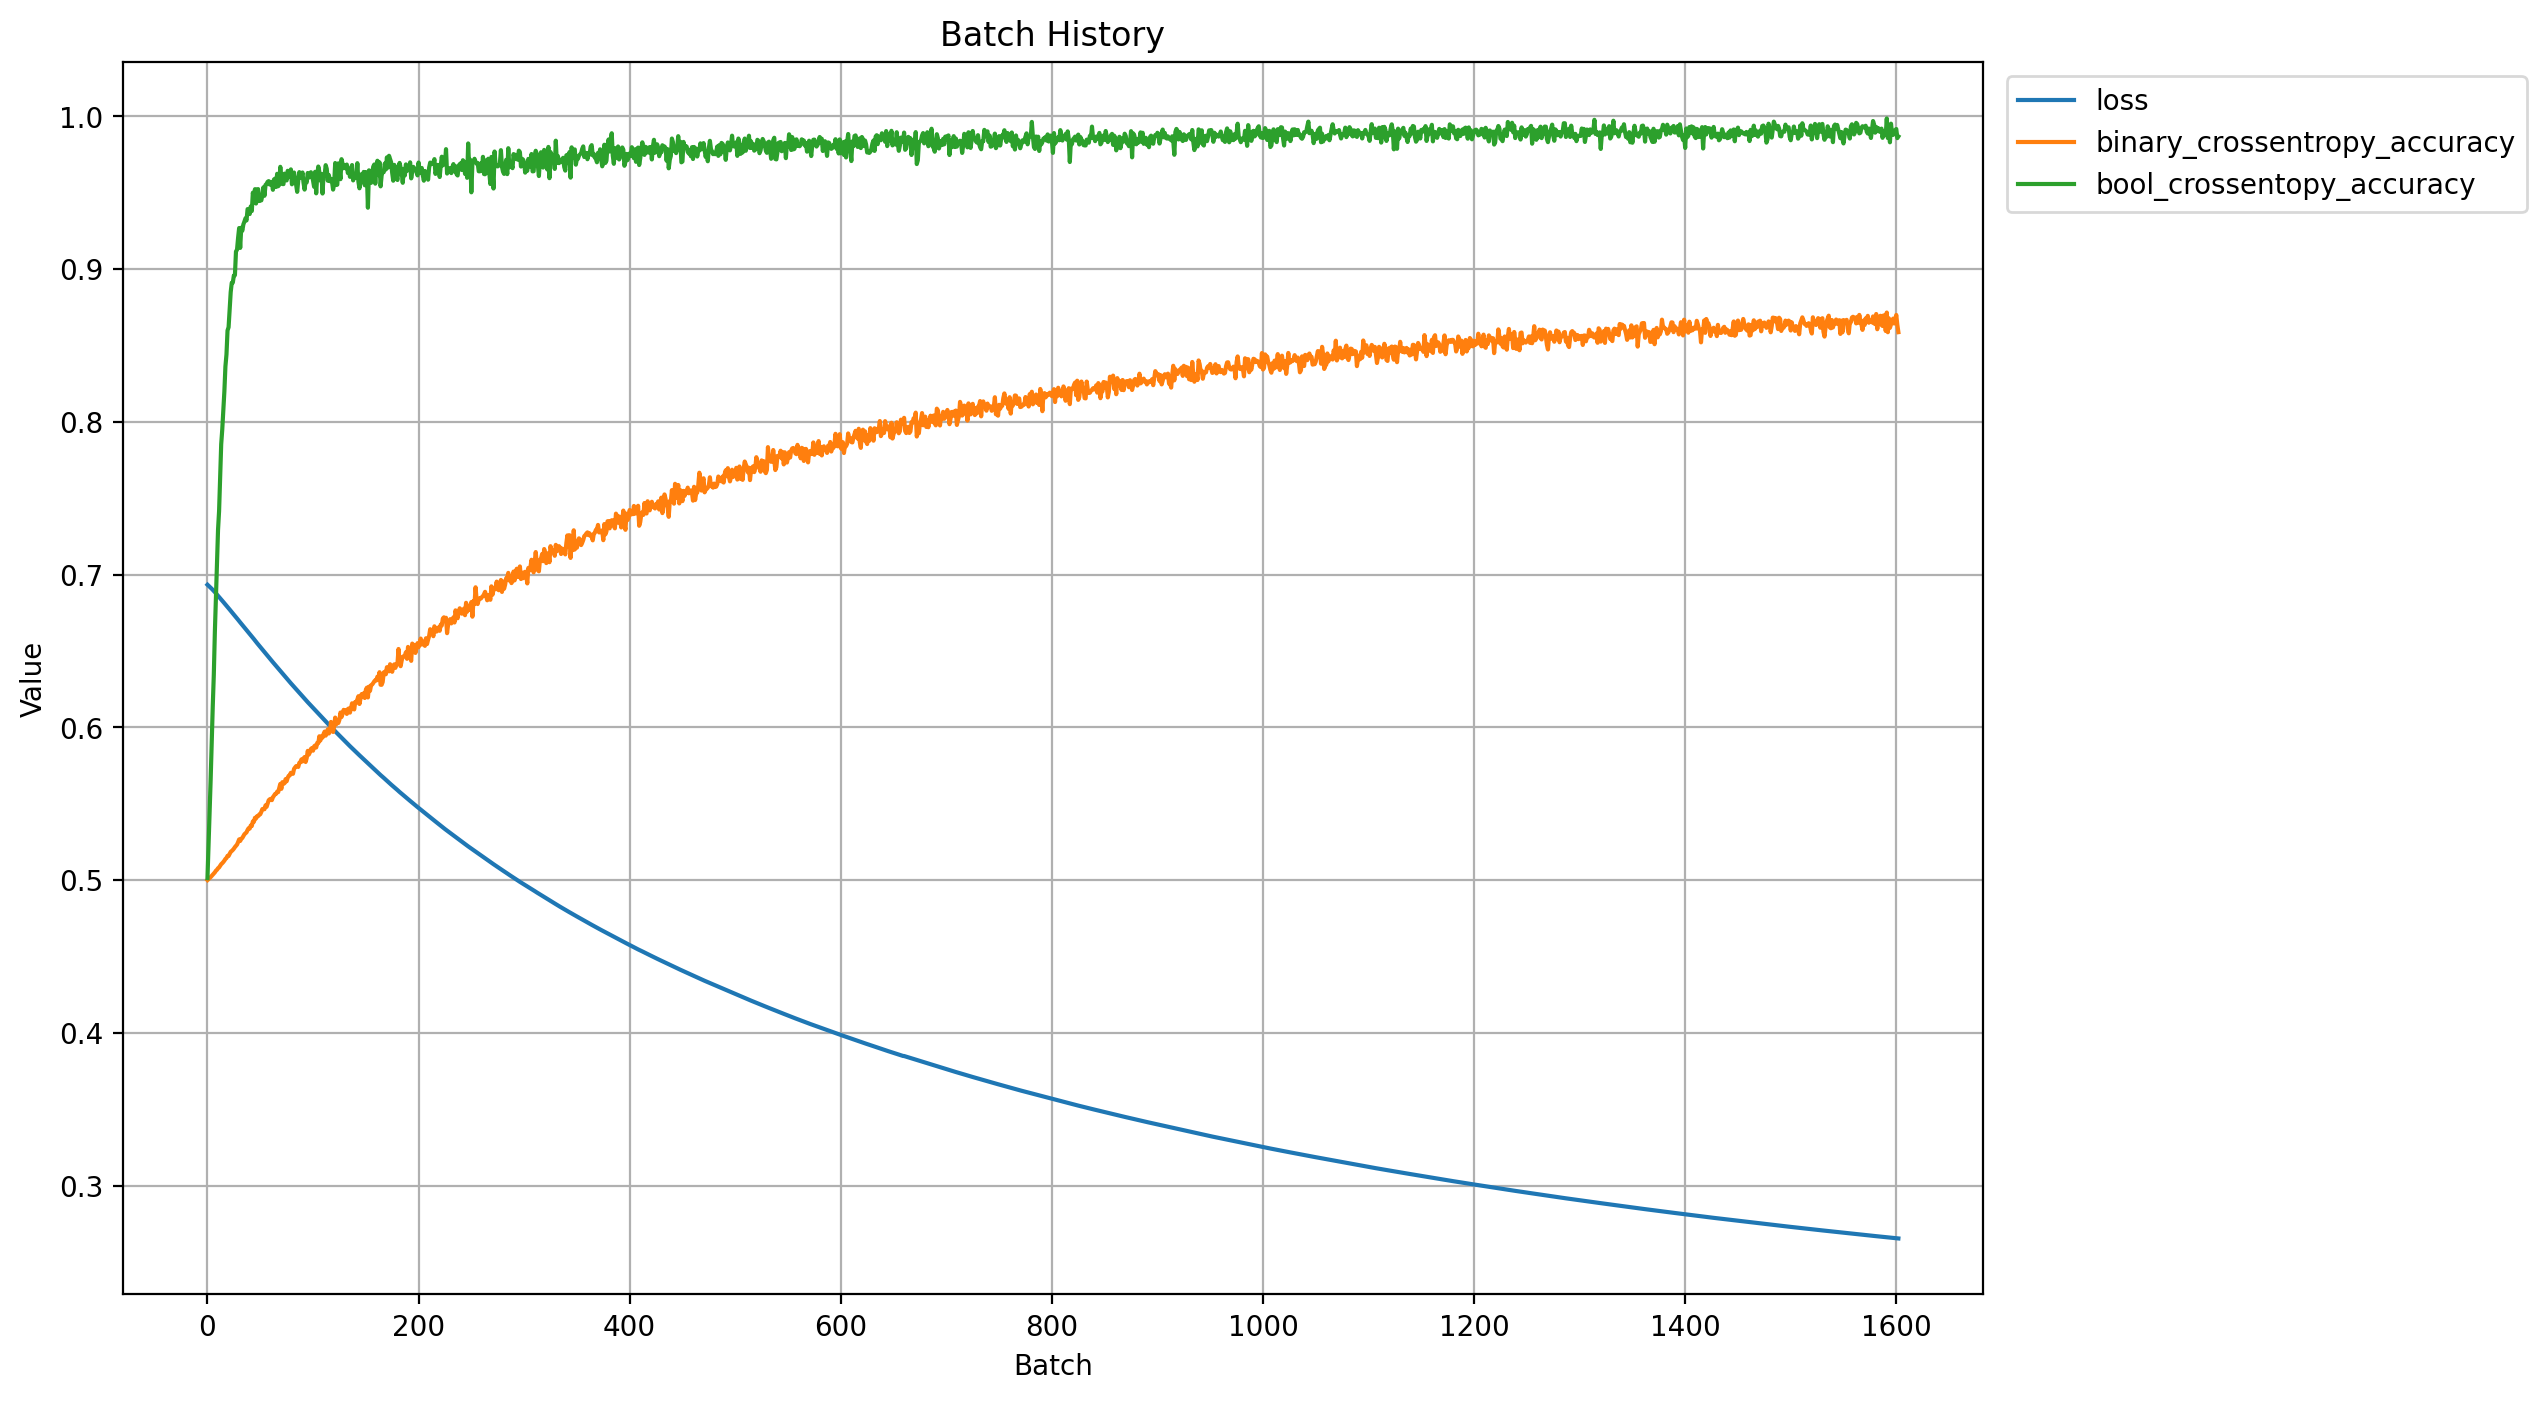 Batch History
loss
binary_crossentropy_accuracy
bool_crossentopy_accuracy
1.0
0.9
0.8
0.7
0.6
0.5
0.4
0.3
Value
0 200 400 600 800 1000 1200 1400 1600
Batch